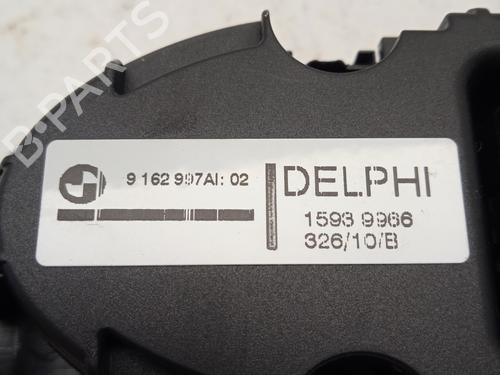 B-PARTS
9 162 997AI: 02
DELPHI
1593 9966
326/10/B